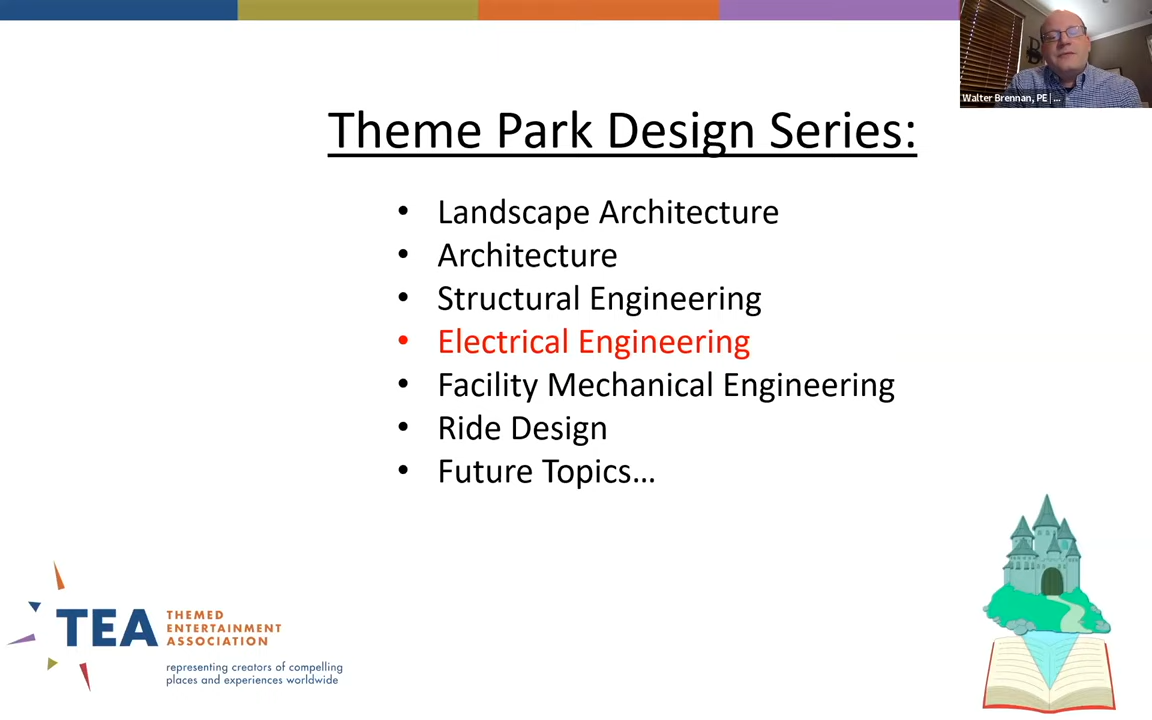 Walter Brennan, PE | ...
Theme Park Design Series:
• Landscape Architecture
• Architecture
• Structural Engineering
• Electrical Engineering
• Facility Mechanical Engineering
• Ride Design
• Future Topics...
TEA
THEMED
ENTERTAINMENT
ASSOCIATION
representing creators of compelling
places and experiences worldwide